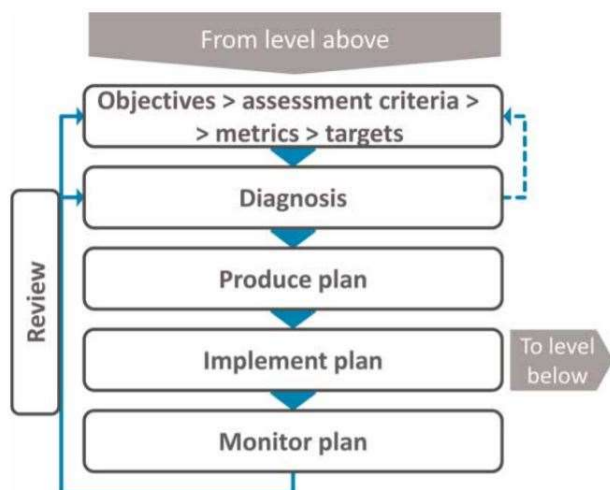 From level above
Objectives > assessment criteria >
> metrics > targets
Diagnosis
Produce plan
Review
Implement plan
To level
below
Monitor plan